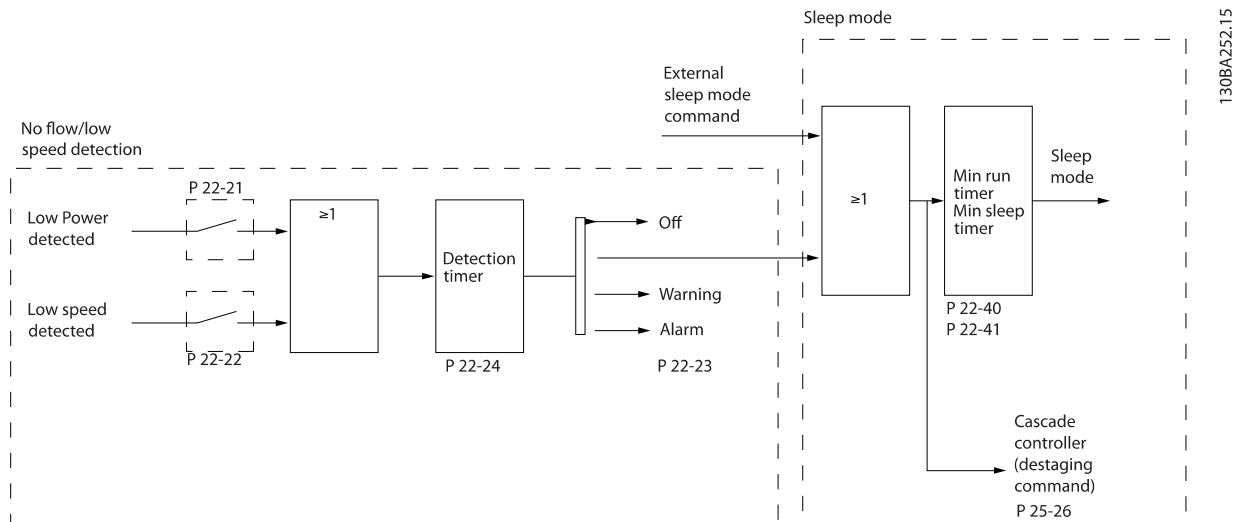 Sleep mode
130BA252.15
External
sleep mode
command
No flow/low
speed detection
P 22-21
Low Power
detected
≥1
Detection
timer
Off
Warning
Alarm
Low speed
detected
P 22-22
P 22-24
P 22-23
≥1
Min run
timer
Min sleep
timer
Sleep
mode
P 22-40
P 22-41
Cascade
controller
(destaging
command)
P 25-26